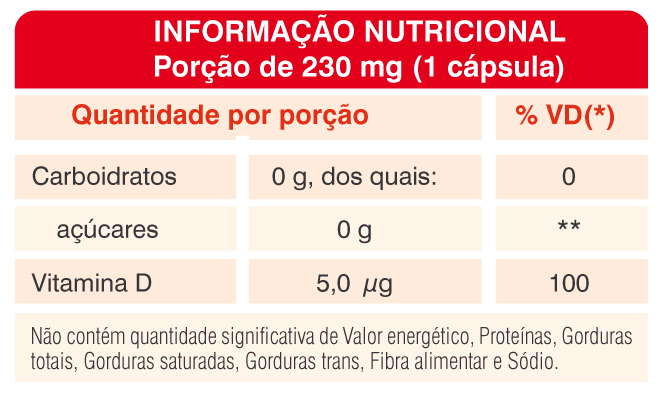 INFORMAÇÃO NUTRICIONAL
Porção de 230 mg (1 cápsula)
Quantidade por porção % VD(*)
Carboidratos 0 g, dos quais: 0
açúcares 0 g **
Vitamina D 5,0 µg 100
Não contém quantidade significativa de Valor energético, Proteínas, Gorduras
totais, Gorduras saturadas, Gorduras trans, Fibra alimentar e Sódio.